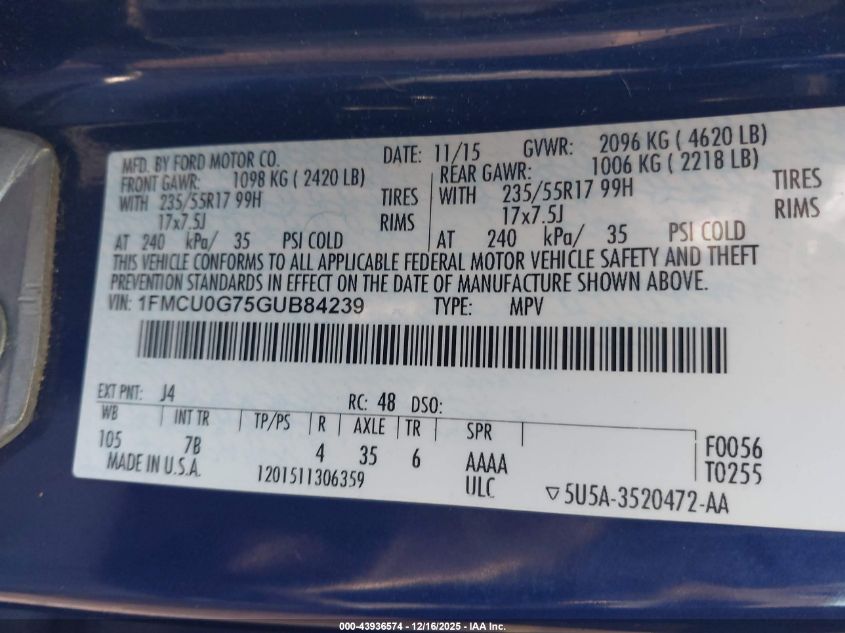 MFD. BY FORD MOTOR CO. DATE: 11/15 GVWR: 2096 KG ( 4620 LB)
FRONT GAWR: 1098 KG ( 2420 LB) REAR GAWR: 1006 KG ( 2218 LB)
WITH 235/55R17 99H TIRES WITH 235/55R17 99H TIRES
17x7.5J RIMS 17x7.5J RIMS
AT 240 kPa/ 35 PSI COLD AT 240 kPa/ 35 PSI COLD
THIS VEHICLE CONFORMS TO ALL APPLICABLE FEDERAL MOTOR VEHICLE SAFETY AND THEFT
PREVENTION STANDARDS IN EFFECT ON THE DATE OF MANUFACTURE SHOWN ABOVE.
VIN: 1FMCU0G75GUB84239 TYPE: MPV
EXT PNT: J4 RC: 48 DSO:
WB INT TR TP/PS R AXLE TR SPR
105 7B 4 35 6 AAAA F0056
MADE IN U.S.A. 1201511306359 ULC T0255
▽5U5A-3520472-AA
000-43936574 - 12/16/2025 - IAA Inc.